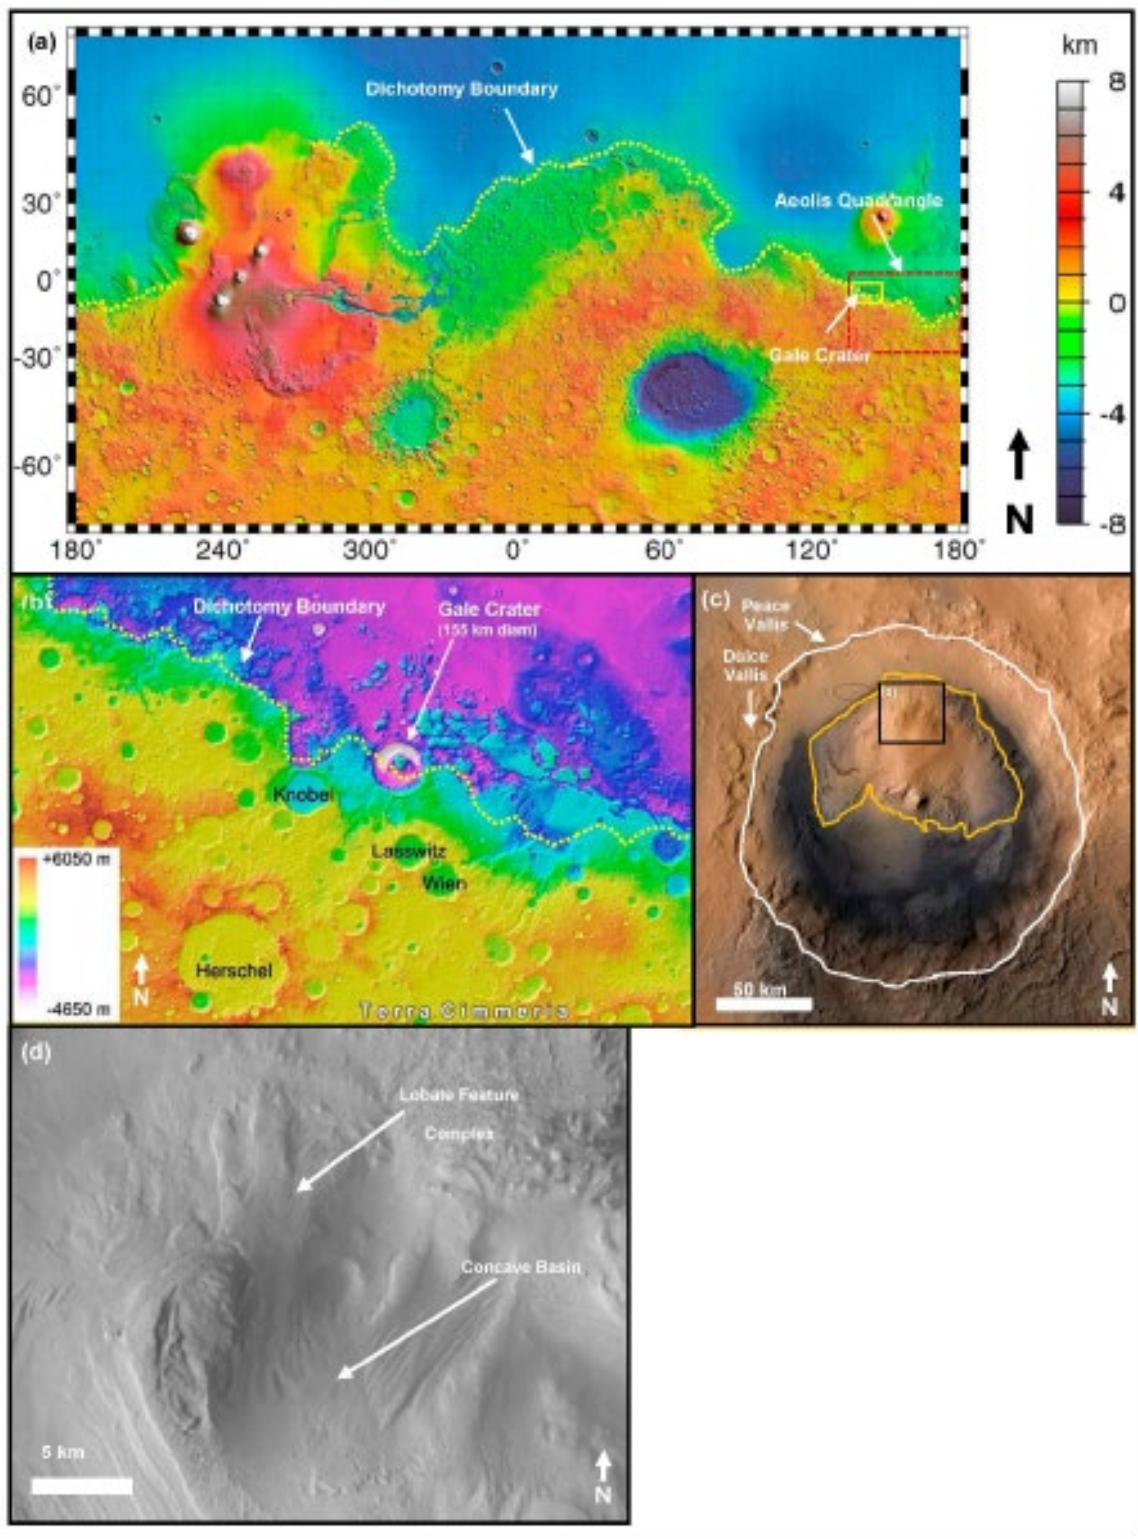 (a)
km
Dichotomy Boundary
Aeolis Quadrangle
Gale Crater
60°
30°
0°
-30°
-60°
180°
240°
300°
0°
60°
120°
180°
8
4
0
-4
-8
N
(b)
Dichotomy Boundary
Gale Crater
(155 km diam)
Knobel
Lasswitz
Wien
Herschel
Terra Cimmeria
+6050 m
-4650 m
N
(c)
Peace
Vallis
Dulce
Vallis
50 km
N
(d)
Lobate Feature
Complex
Concave Basin
5 km
N